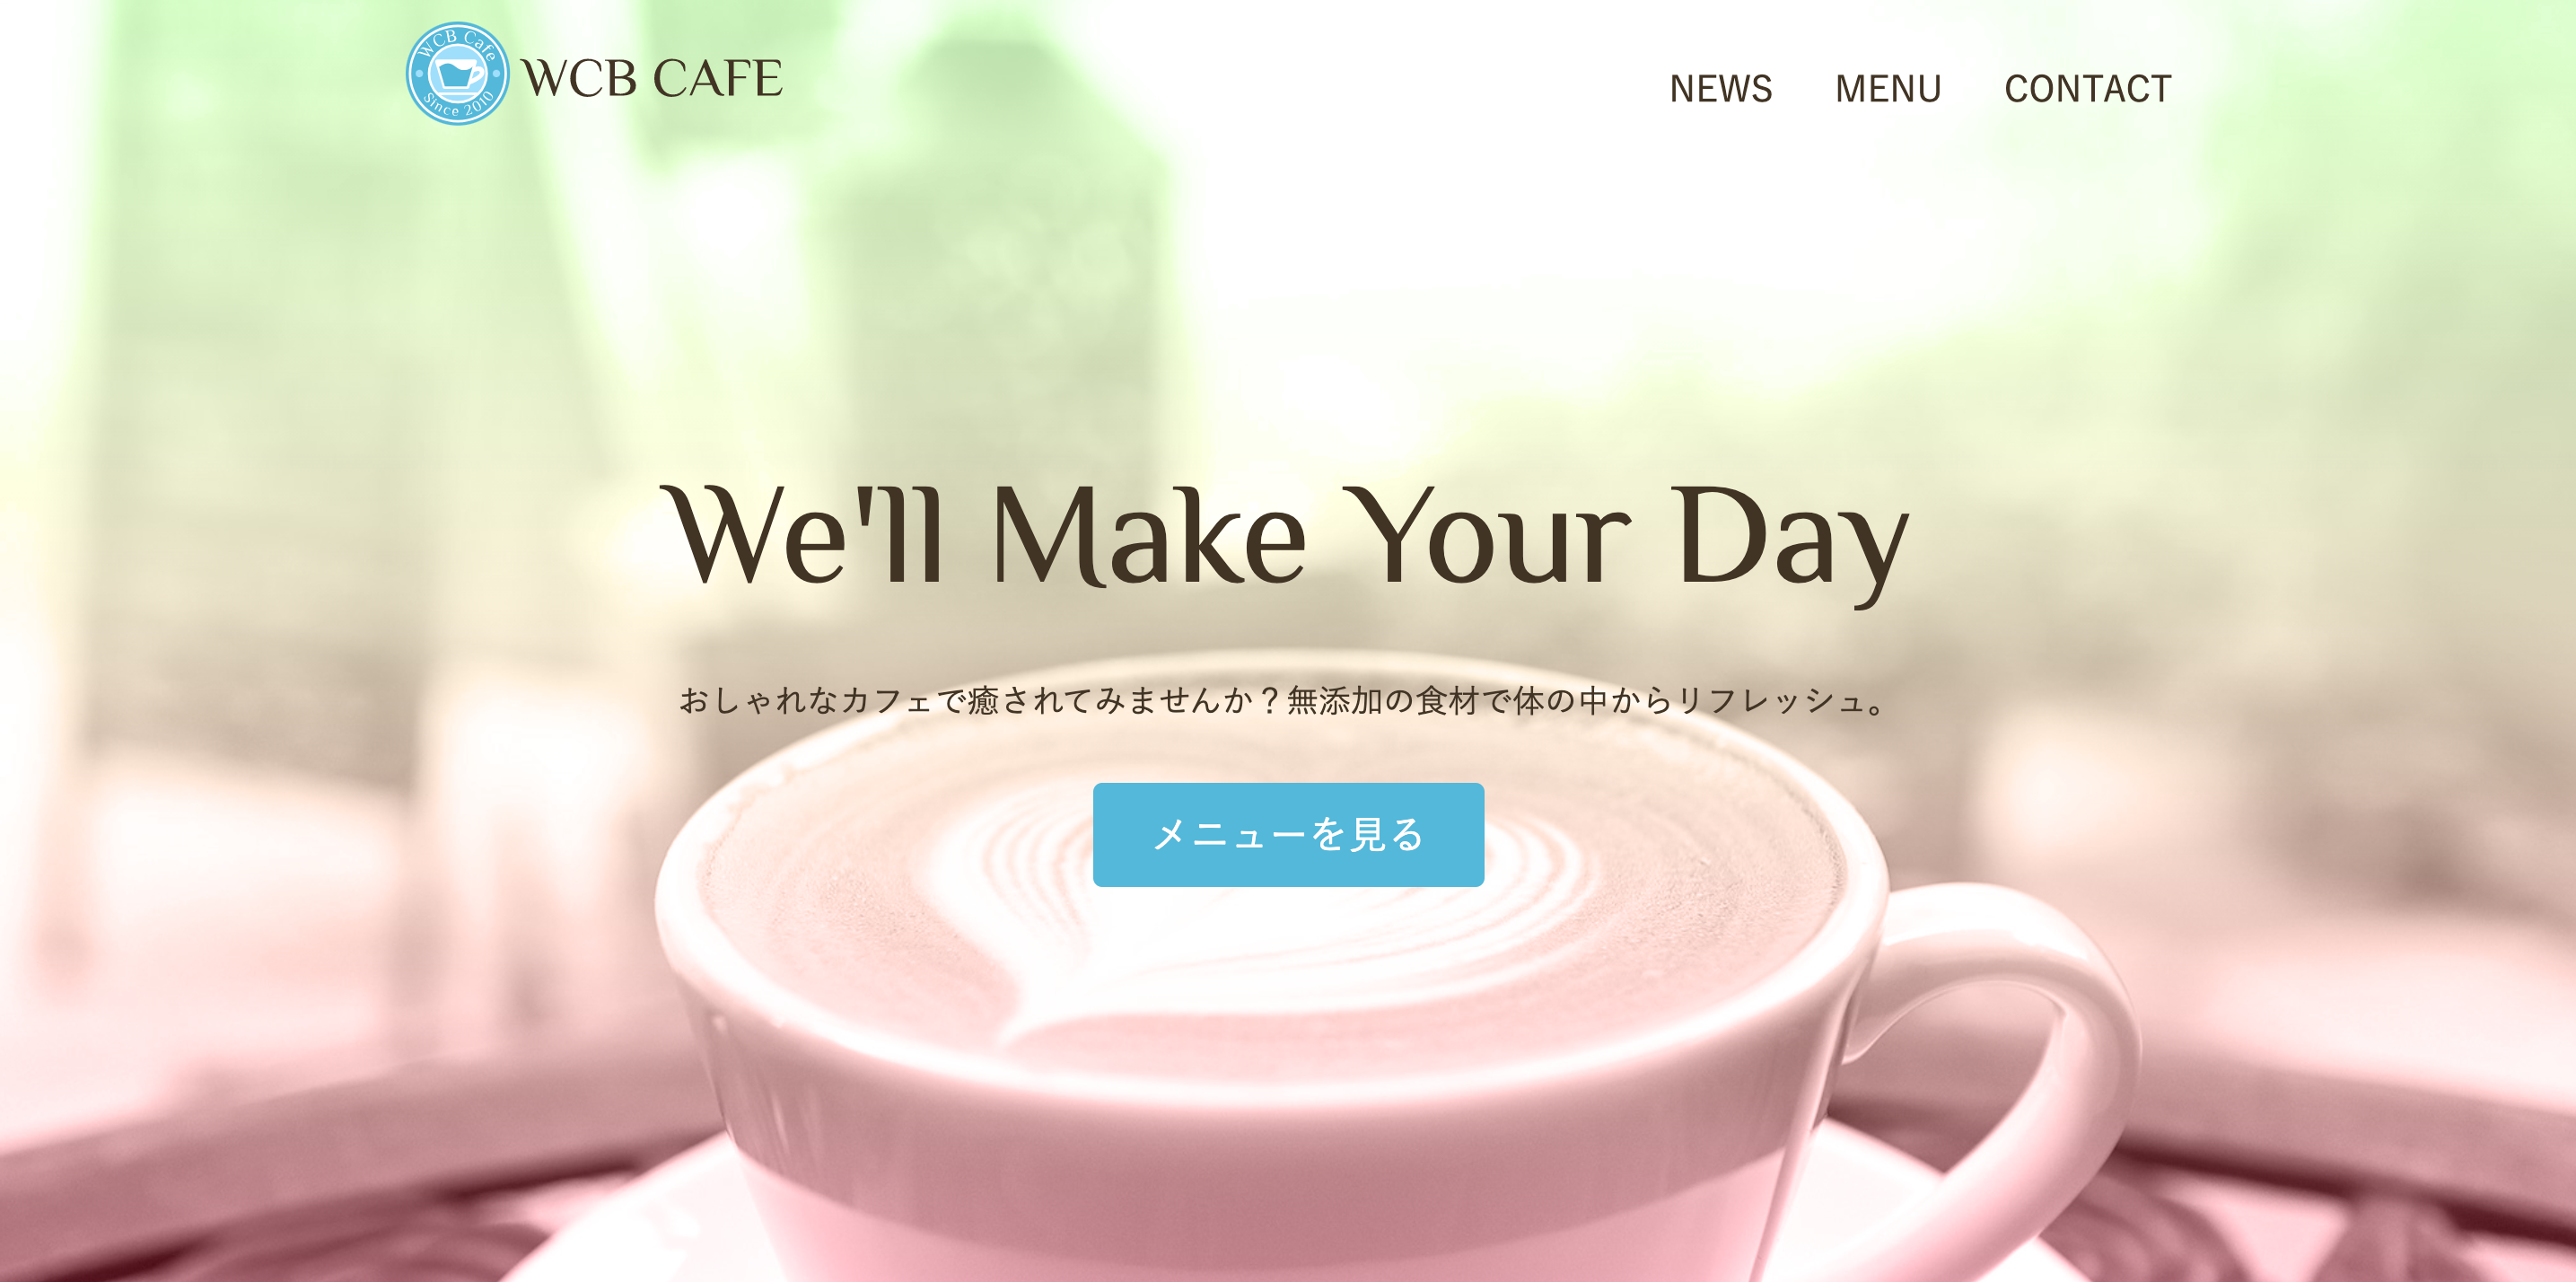 WCB Cafe
Since 2010
WCB CAFE
NEWS MENU CONTACT
We'll Make Your Day
おしゃれなカフェで癒されてみませんか？無添加の食材で体の中からリフレッシュ。
メニューを見る